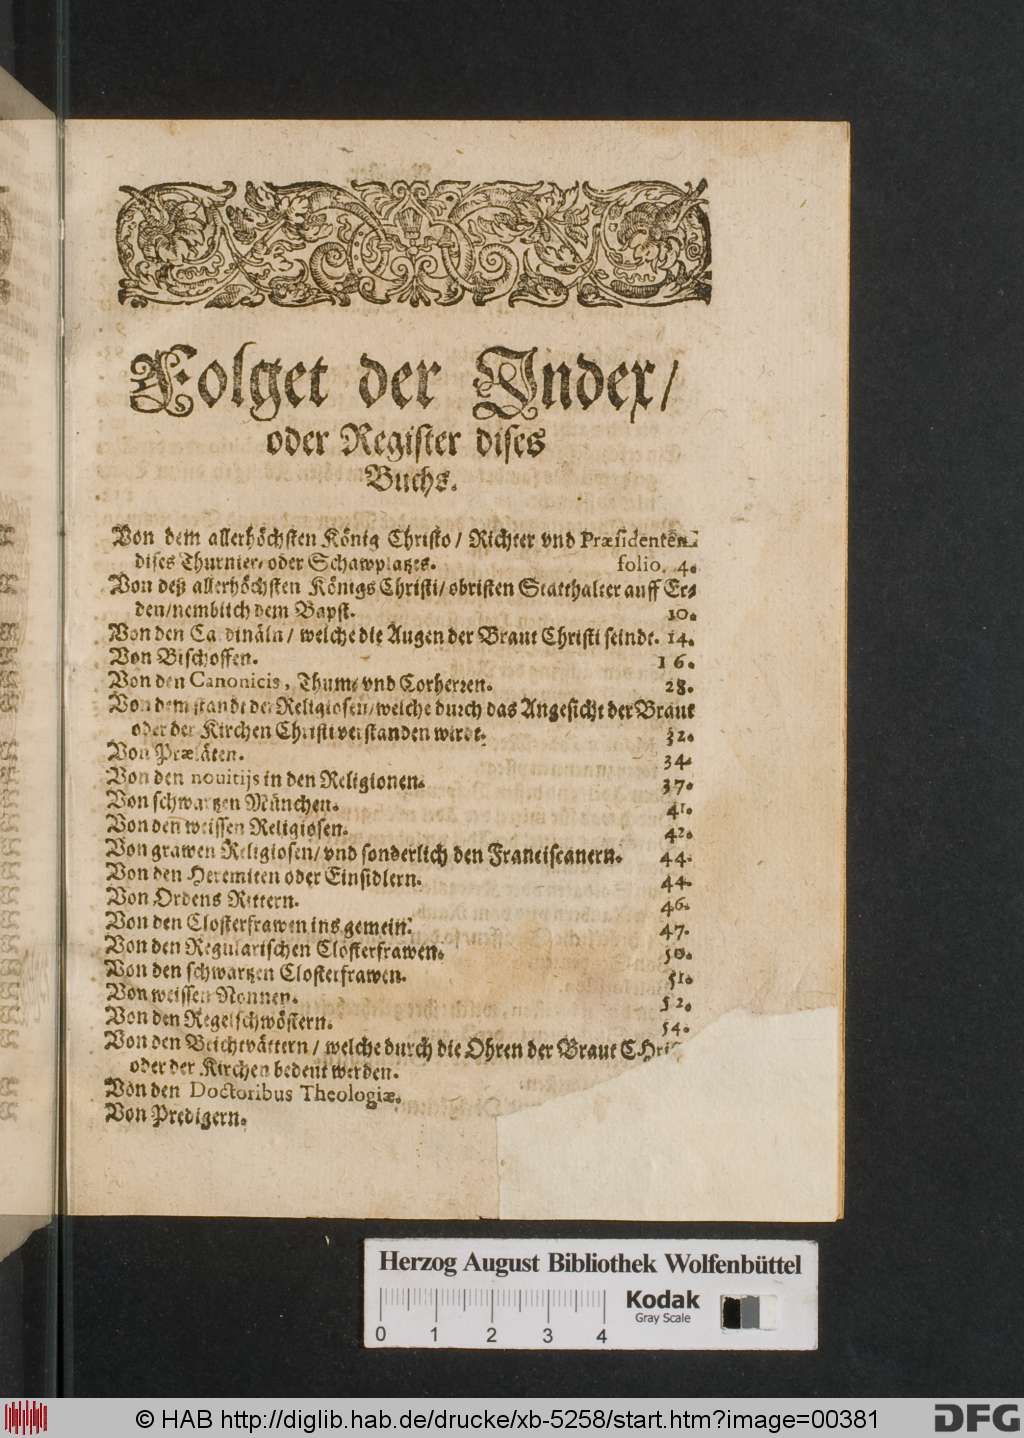 Folget der Index/
oder Register dises
Buchs.
Von dem allerhöchsten König Christo / Richter vnd Præsidenten
dises Thurnier/ oder Schawplatzes. folio. 4.
Von deß allerhöchsten Königs Christi/ obristen Statthalter auff Er-
den/nemblich dem Bapst. 10.
Von den Cardinäln / welche die Augen der Braut Christi seindt. 14.
Von Bischoffen. 16.
Von den Canonicis, Thum- vnd Corherren. 28.
Von dem standt der Religiosen/welche durch das Angesicht der Braut
oder der Kirchen Christi verstanden wirdt. 32.
Von Præläten. 34.
Von den nouitijs in den Religionen. 37.
Von schwartzen München. 41.
Von den weissen Religiosen. 42.
Von grawen Religiosen/ vnd sonderlich den Franciscanern. 44.
Von den Heremiten oder Einsidlern. 44.
Von Ordens Rittern. 46.
Von den Closterfrawen ins gemein. 47.
Von den Regularischen Closterfrawen. 50.
Von den schwartzen Closterfrawen. 51.
Von weissen Nonnen. 52.
Von den Regelschwöstern. 54.
Von den Beichtvättern / welche durch die Ohren der Braut CHri
oder der Kirchen bedeut werden.
Von den Doctoribus Theologiæ.
Von Predigern.
Herzog August Bibliothek Wolfenbüttel
Kodak
Gray Scale
0 1 2 3 4
© HAB http://diglib.hab.de/drucke/xb-5258/start.htm?image=00381
DFG